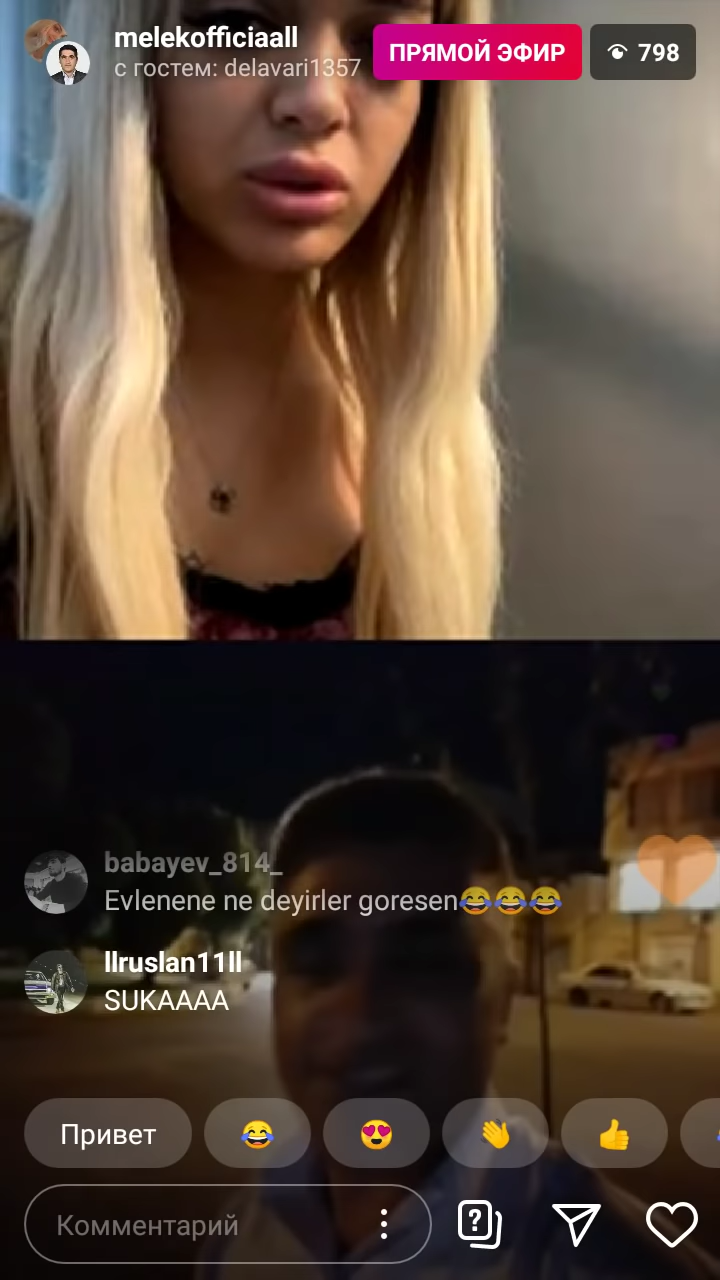 melekofficiaall
с гостем: delavari1357
ПРЯМОЙ ЭФИР
798
babayev_814_
Evlenene ne deyirler goresen😂😂😂
llruslan11ll
SUKAAAA
Привет 😂 😍 👋 👍
Комментарий